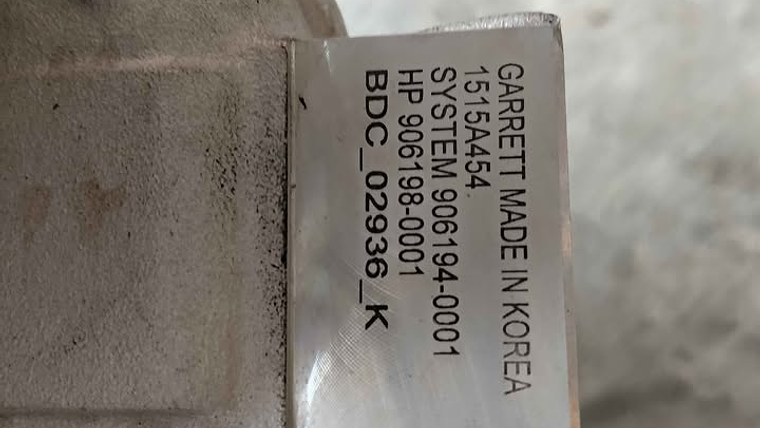 GARRETT MADE IN KOREA
1515A454
SYSTEM 906194-0001
HP 906198-0001
BDC_02936_K